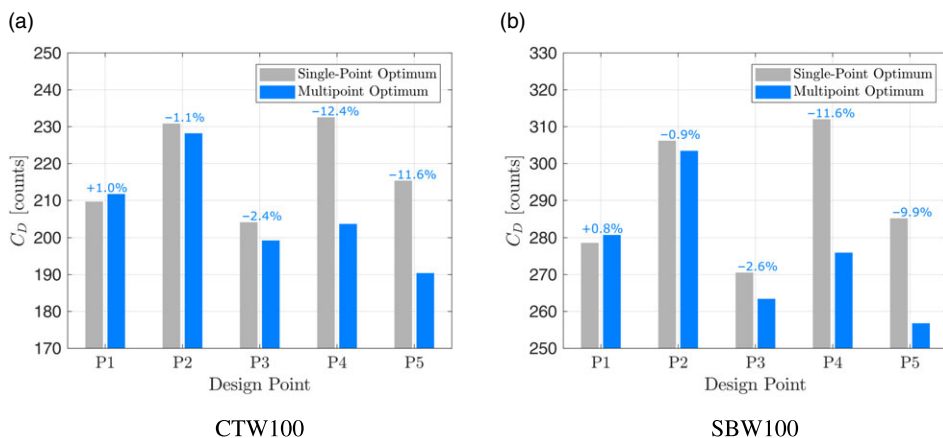 (a)
250
240
230
220
210
200
190
180
170
C_D [counts]
Single-Point Optimum
Multipoint Optimum
+1.0%
−1.1%
−2.4%
−12.4%
−11.6%
P1 P2 P3 P4 P5
Design Point
CTW100
(b)
330
320
310
300
290
280
270
260
250
C_D [counts]
Single-Point Optimum
Multipoint Optimum
+0.8%
−0.9%
−2.6%
−11.6%
−9.9%
P1 P2 P3 P4 P5
Design Point
SBW100